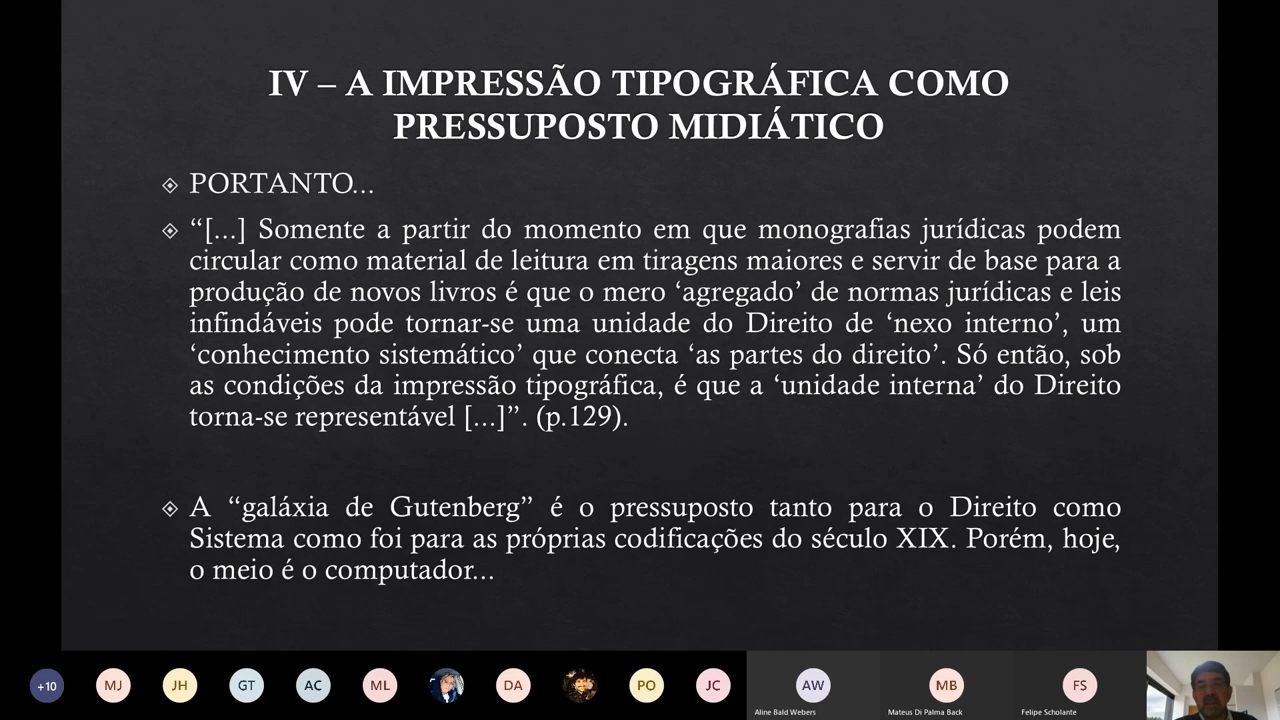 IV – A IMPRESSÃO TIPOGRÁFICA COMO
PRESSUPOSTO MIDIÁTICO
PORTANTO...
“[...] Somente a partir do momento em que monografias jurídicas podem
circular como material de leitura em tiragens maiores e servir de base para a
produção de novos livros é que o mero ‘agregado’ de normas jurídicas e leis
infindáveis pode tornar-se uma unidade do Direito de ‘nexo interno’, um
‘conhecimento sistemático’ que conecta ‘as partes do direito’. Só então, sob
as condições da impressão tipográfica, é que a ‘unidade interna’ do Direito
torna-se representável [...]”. (p.129).
A “galáxia de Gutenberg” é o pressuposto tanto para o Direito como
Sistema como foi para as próprias codificações do século XIX. Porém, hoje,
o meio é o computador...
+10 MJ JH GT AC ML DA PO JC AW MB FS
Aline Bald Webers Mateus Di Palma Back Felipe Scholante